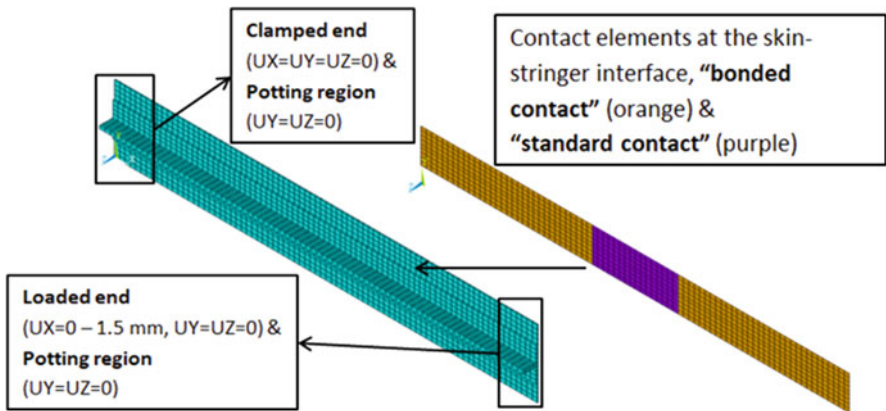 Clamped end
(UX=UY=UZ=0) &
Potting region
(UY=UZ=0)
Contact elements at the skin-
stringer interface, “bonded
contact” (orange) &
“standard contact” (purple)
Loaded end
(UX=0 – 1.5 mm, UY=UZ=0) &
Potting region
(UY=UZ=0)